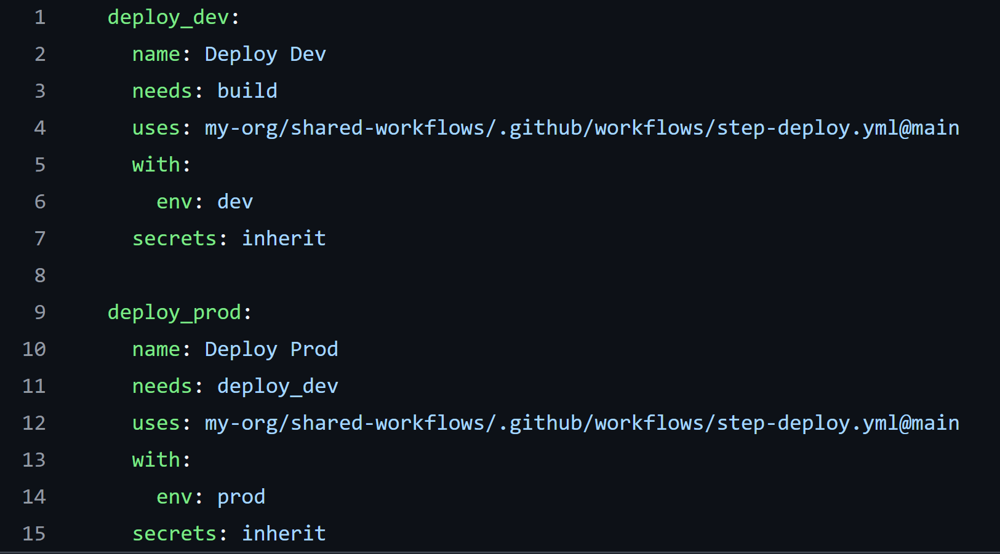 1 deploy_dev:
2 name: Deploy Dev
3 needs: build
4 uses: my-org/shared-workflows/.github/workflows/step-deploy.yml@main
5 with:
6 env: dev
7 secrets: inherit
8
9 deploy_prod:
10 name: Deploy Prod
11 needs: deploy_dev
12 uses: my-org/shared-workflows/.github/workflows/step-deploy.yml@main
13 with:
14 env: prod
15 secrets: inherit